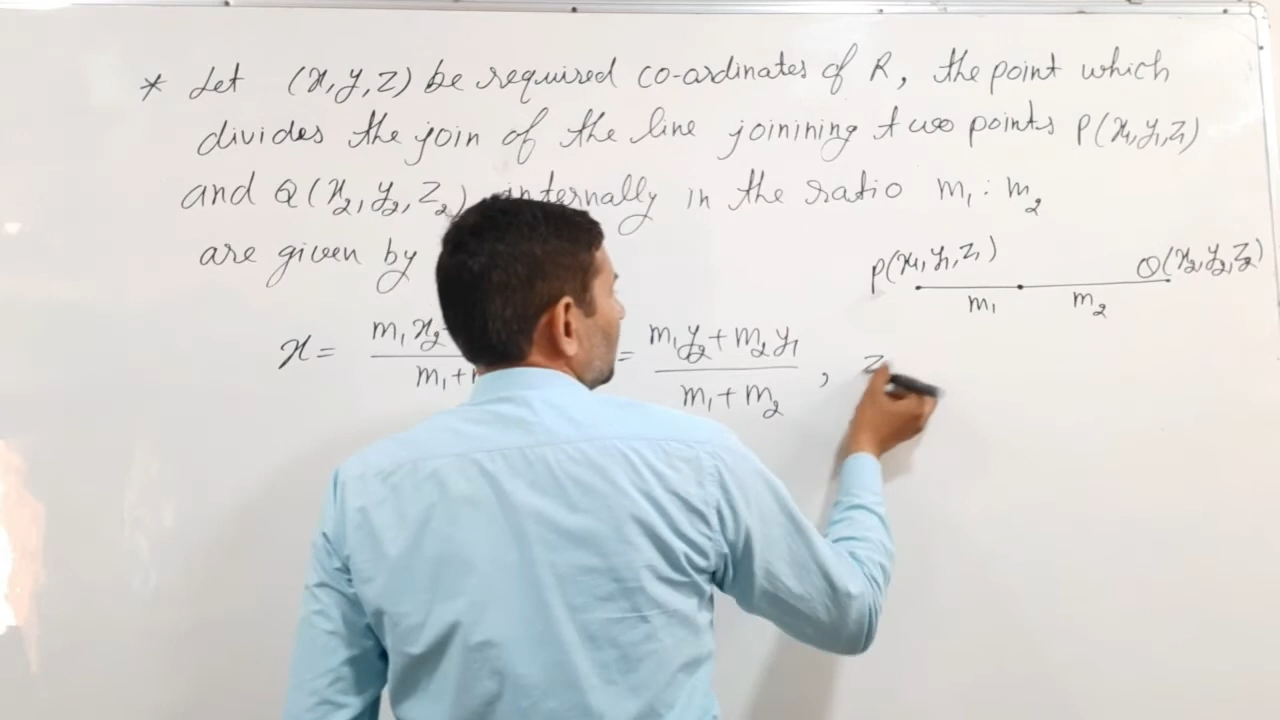 * Let (x, y, z) be required co-ordinates of R, the point which
divides the join of the line joinining two points P(x₁, y₁, z₁)
and Q(x₂, y₂, z₂) internally in the ratio m₁ : m₂
are given by
P(x₁, y₁, z₁) Q(x₂, y₂, z₂)
m₁ m₂
x = m₁x₂ / m₁+ = m₁y₂ + m₂y₁ / m₁ + m₂ , z